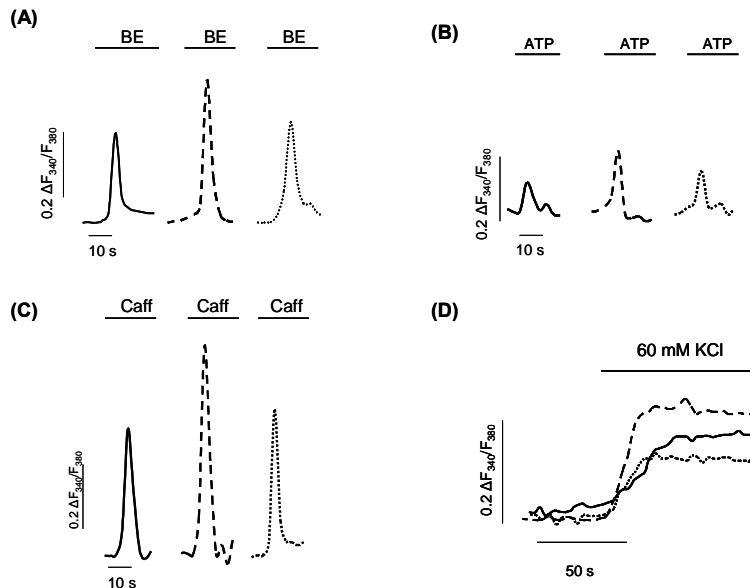 (A)
BE BE BE
0.2 ΔF340/F380
10 s
(B)
ATP ATP ATP
0.2 ΔF340/F380
10 s
(C)
Caff Caff Caff
0.2 ΔF340/F380
10 s
(D)
60 mM KCl
0.2 ΔF340/F380
50 s